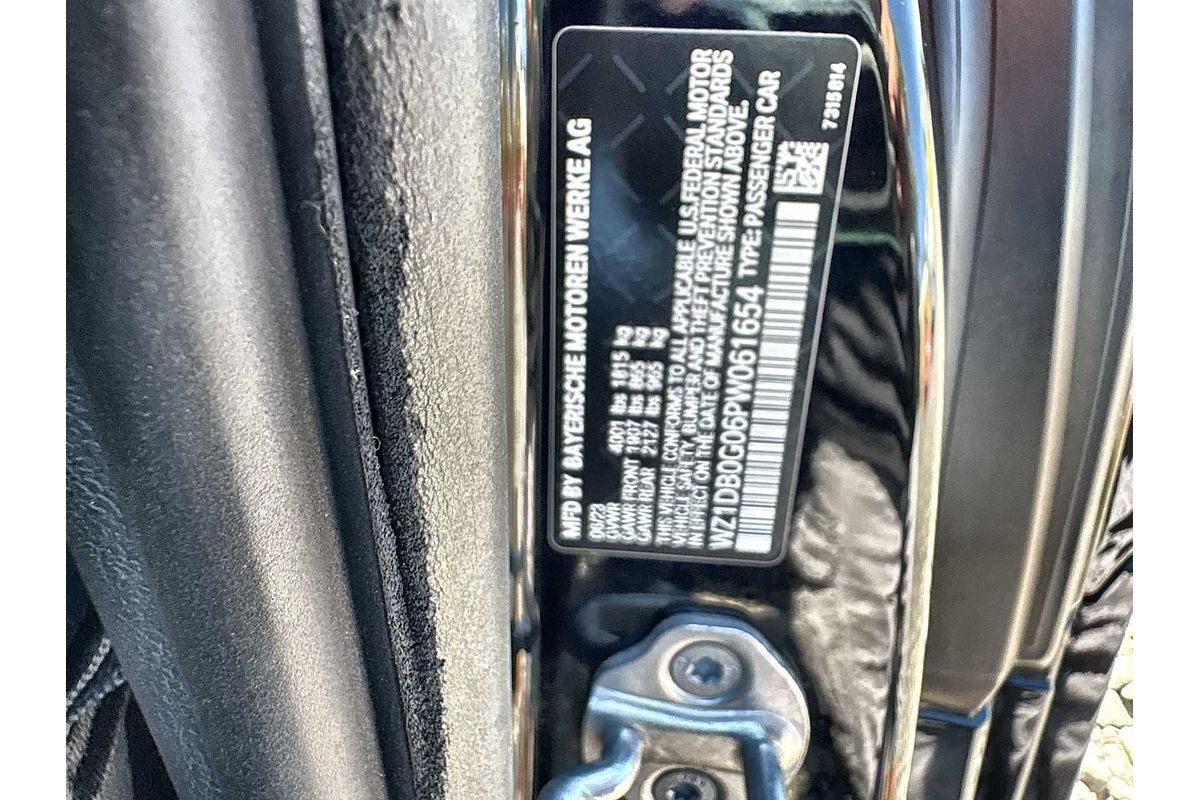 MFD BY BAYERISCHE MOTOREN WERKE AG
06/23
GVWR 4001 lbs 1815 kg
GAWR FRONT 1907 lbs 865 kg
GAWR REAR 2127 lbs 965 kg
THIS VEHICLE CONFORMS TO ALL APPLICABLE U.S.FEDERAL MOTOR
VEHICLE SAFETY, BUMPER AND THEFT PREVENTION STANDARDS
IN EFFECT ON THE DATE OF MANUFACTURE SHOWN ABOVE.
WZ1DB0G06PW061654 TYPE: PASSENGER CAR
7315614